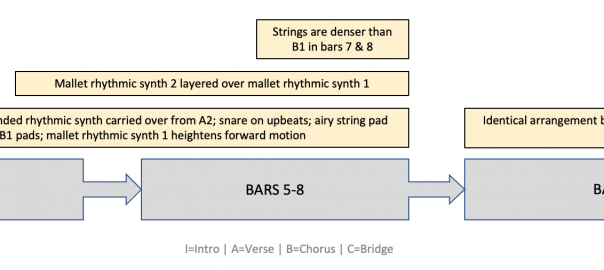 Strings are denser than
B1 in bars 7 & 8
Mallet rhythmic synth 2 layered over mallet rhythmic synth 1
rhythmic synth carried over from A2; snare on upbeats; airy string pad
B1 pads; mallet rhythmic synth 1 heightens forward motion
Identical arrangement
BARS 5-8
I=Intro | A=Verse | B=Chorus | C=Bridge